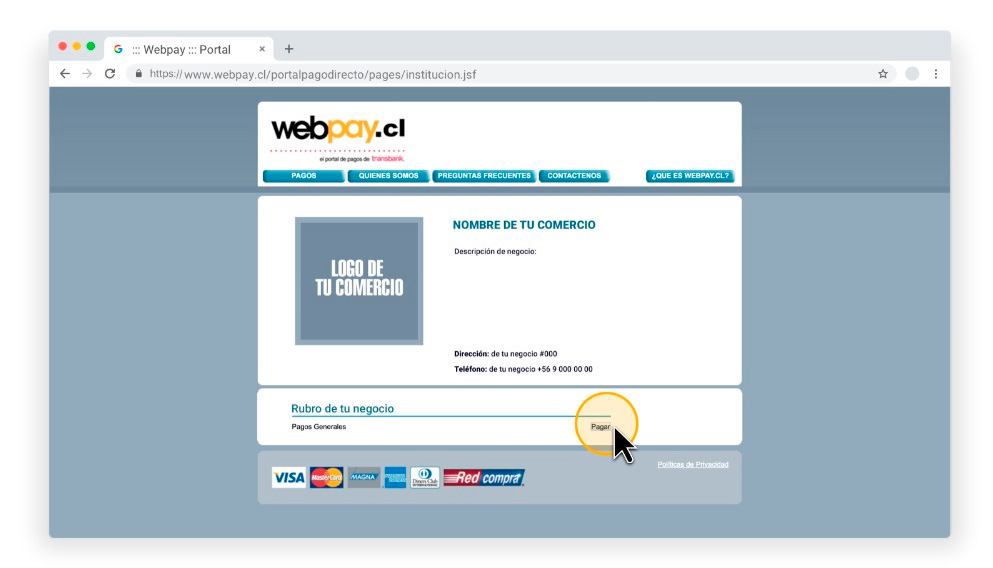 ::: Webpay ::: Portal
https://www.webpay.cl/portalpagodirecto/pages/institucion.jsf
webpay.cl
el portal de pagos de transbank.
PAGOS QUIENES SOMOS PREGUNTAS FRECUENTES CONTACTENOS ¿QUE ES WEBPAY.CL?
LOGO DE
TU COMERCIO
NOMBRE DE TU COMERCIO
Descripción de negocio:
Dirección: de tu negocio #000
Teléfono: de tu negocio +56 9 000 00 00
Rubro de tu negocio
Pagos Generales Pagar
VISA MasterCard MAGNA Diners Club Red compra
Políticas de Privacidad